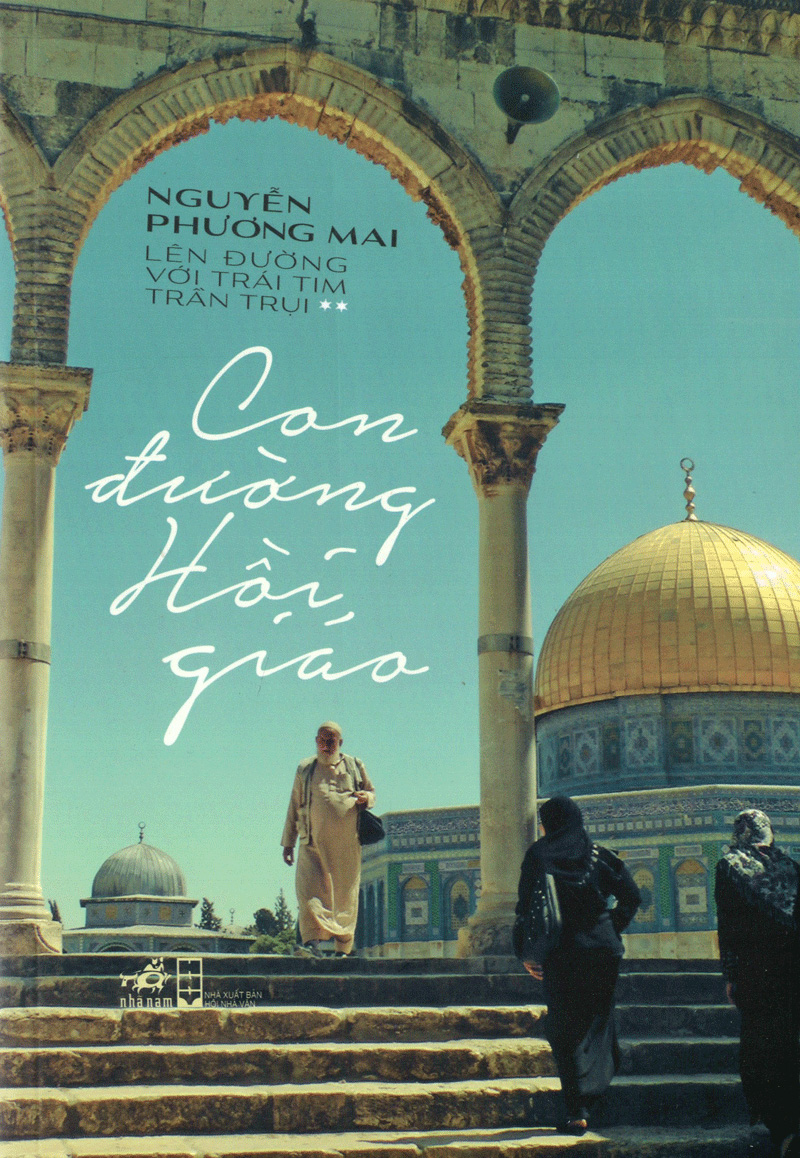 NGUYỄN
PHƯƠNG MAI
LÊN ĐƯỜNG
VỚI TRÁI TIM
TRẦN TRỤI **
Con
đường
Hồi
giáo
nhã nam
NHÀ XUẤT BẢN
HỘI NHÀ VĂN